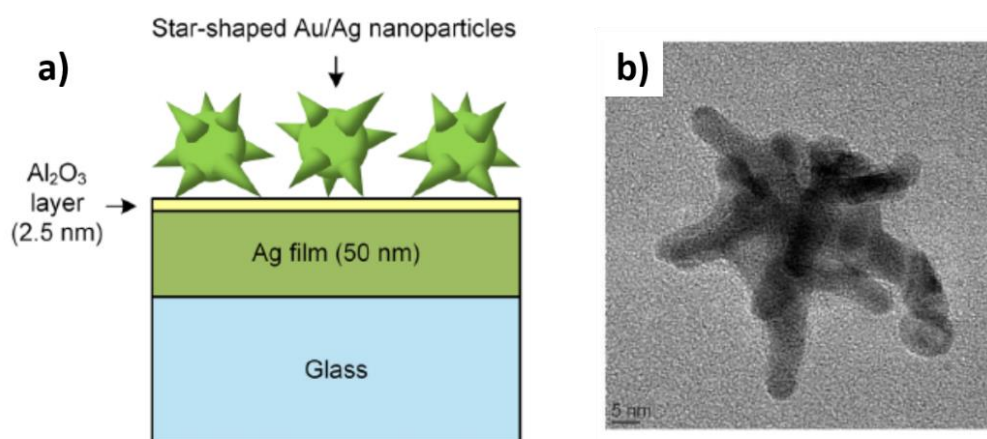 Star-shaped Au/Ag nanoparticles
a)
b)
Al₂O₃
layer
(2.5 nm)
Ag film (50 nm)
Glass
5 nm